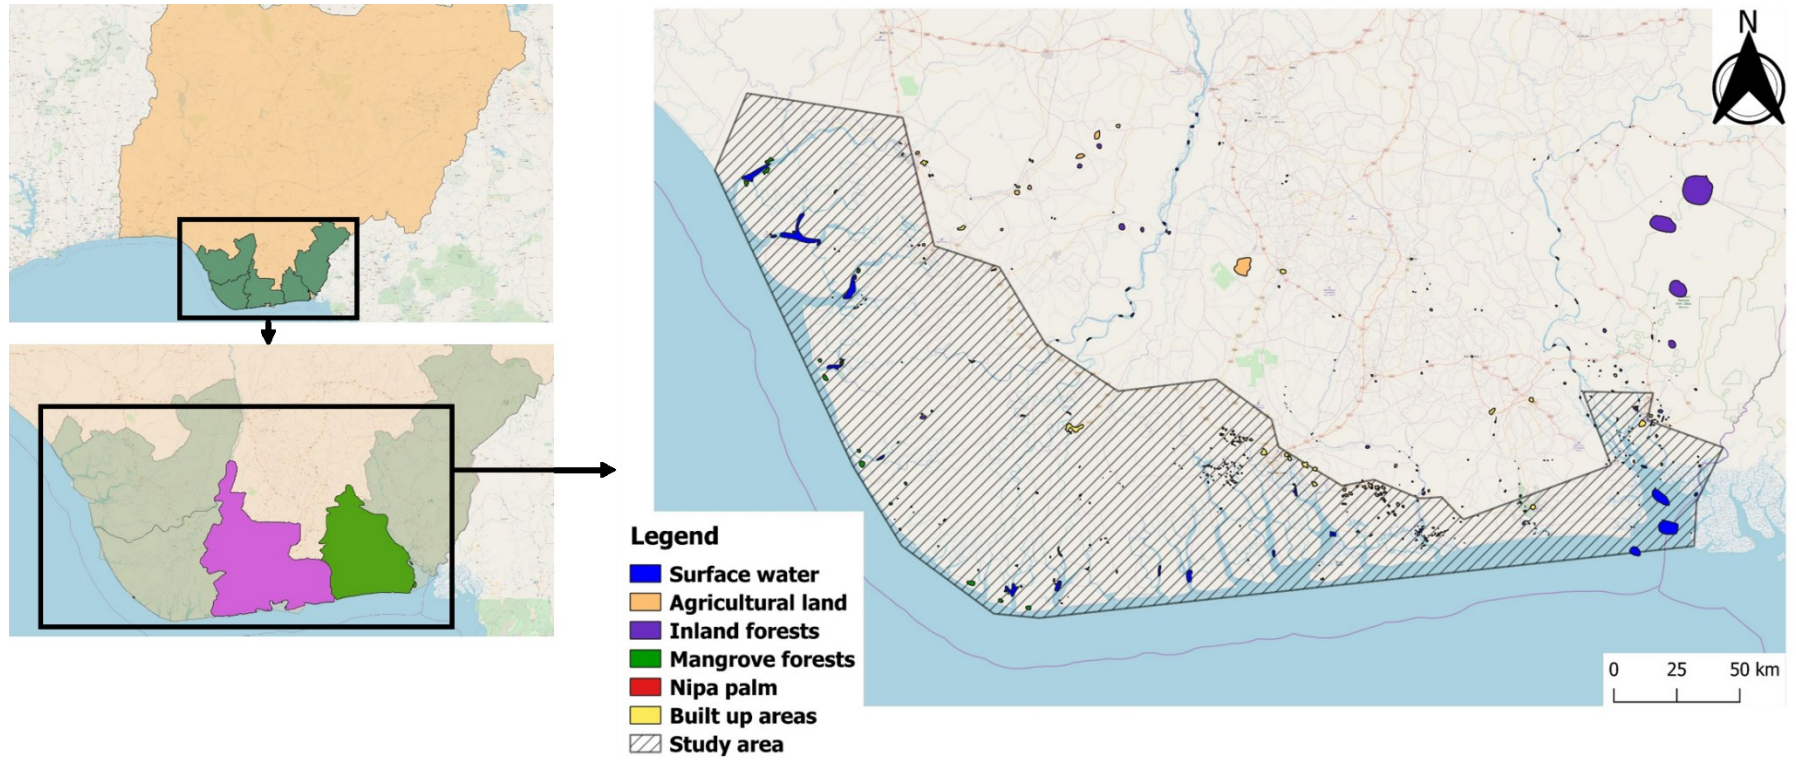 N
Legend
Surface water
Agricultural land
Inland forests
Mangrove forests
Nipa palm
Built up areas
Study area
0 25 50 km